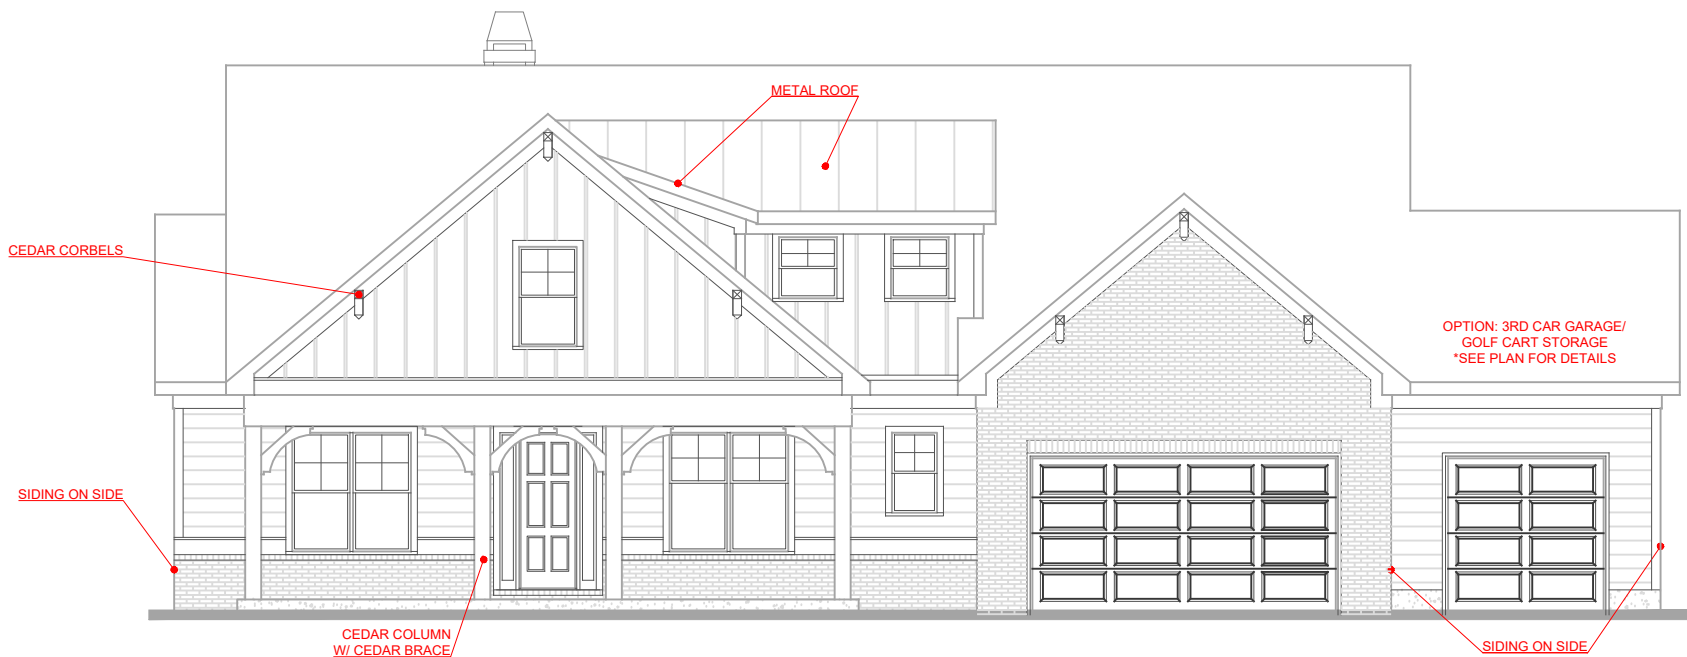 METAL ROOF
CEDAR CORBELS
OPTION: 3RD CAR GARAGE/
GOLF CART STORAGE
*SEE PLAN FOR DETAILS
SIDING ON SIDE
CEDAR COLUMN
W/ CEDAR BRACE
SIDING ON SIDE